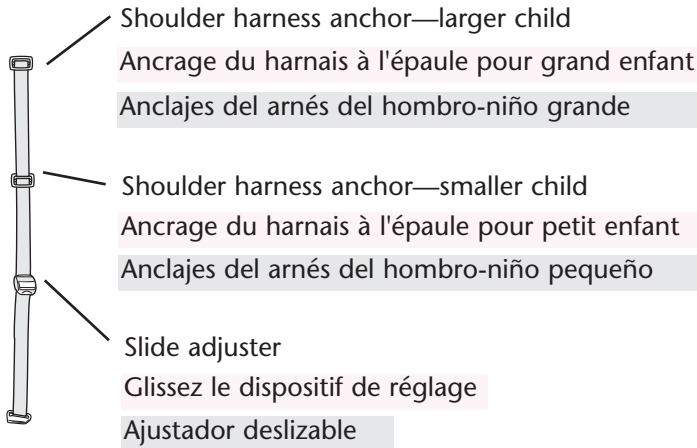 Shoulder harness anchor—larger child
Ancrage du harnais à l'épaule pour grand enfant
Anclajes del arnés del hombro-niño grande
Shoulder harness anchor—smaller child
Ancrage du harnais à l'épaule pour petit enfant
Anclajes del arnés del hombro-niño pequeño
Slide adjuster
Glissez le dispositif de réglage
Ajustador deslizable